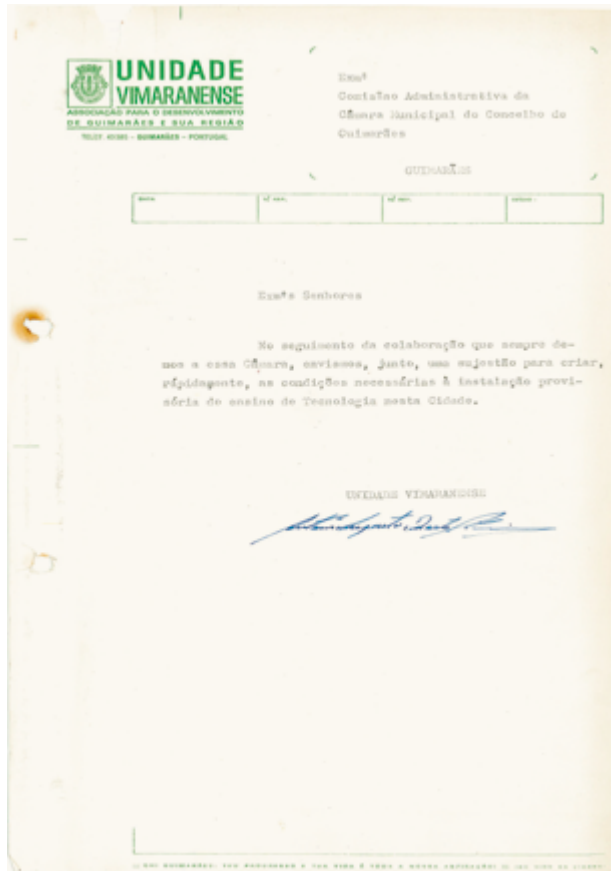 UNIDADE
VIMARANENSE
ASSOCIAÇÃO PARA O DESENVOLVIMENTO
DE GUIMARÃES E SUA REGIÃO
GUIMARÃES - PORTUGAL
Exmª
Comissão Administrativa da
Câmara Municipal do Concelho de
Guimarães
GUIMARÃES
Exmºs Senhores
No seguimento da colaboração que sempre de-
mos a essa Câmara, enviamos, junto, uma sujestão para criar,
rápidamente, as condições necessárias à instalação provi-
sória do ensino de Tecnologia nesta Cidade.
UNIDADE VIMARANENSE